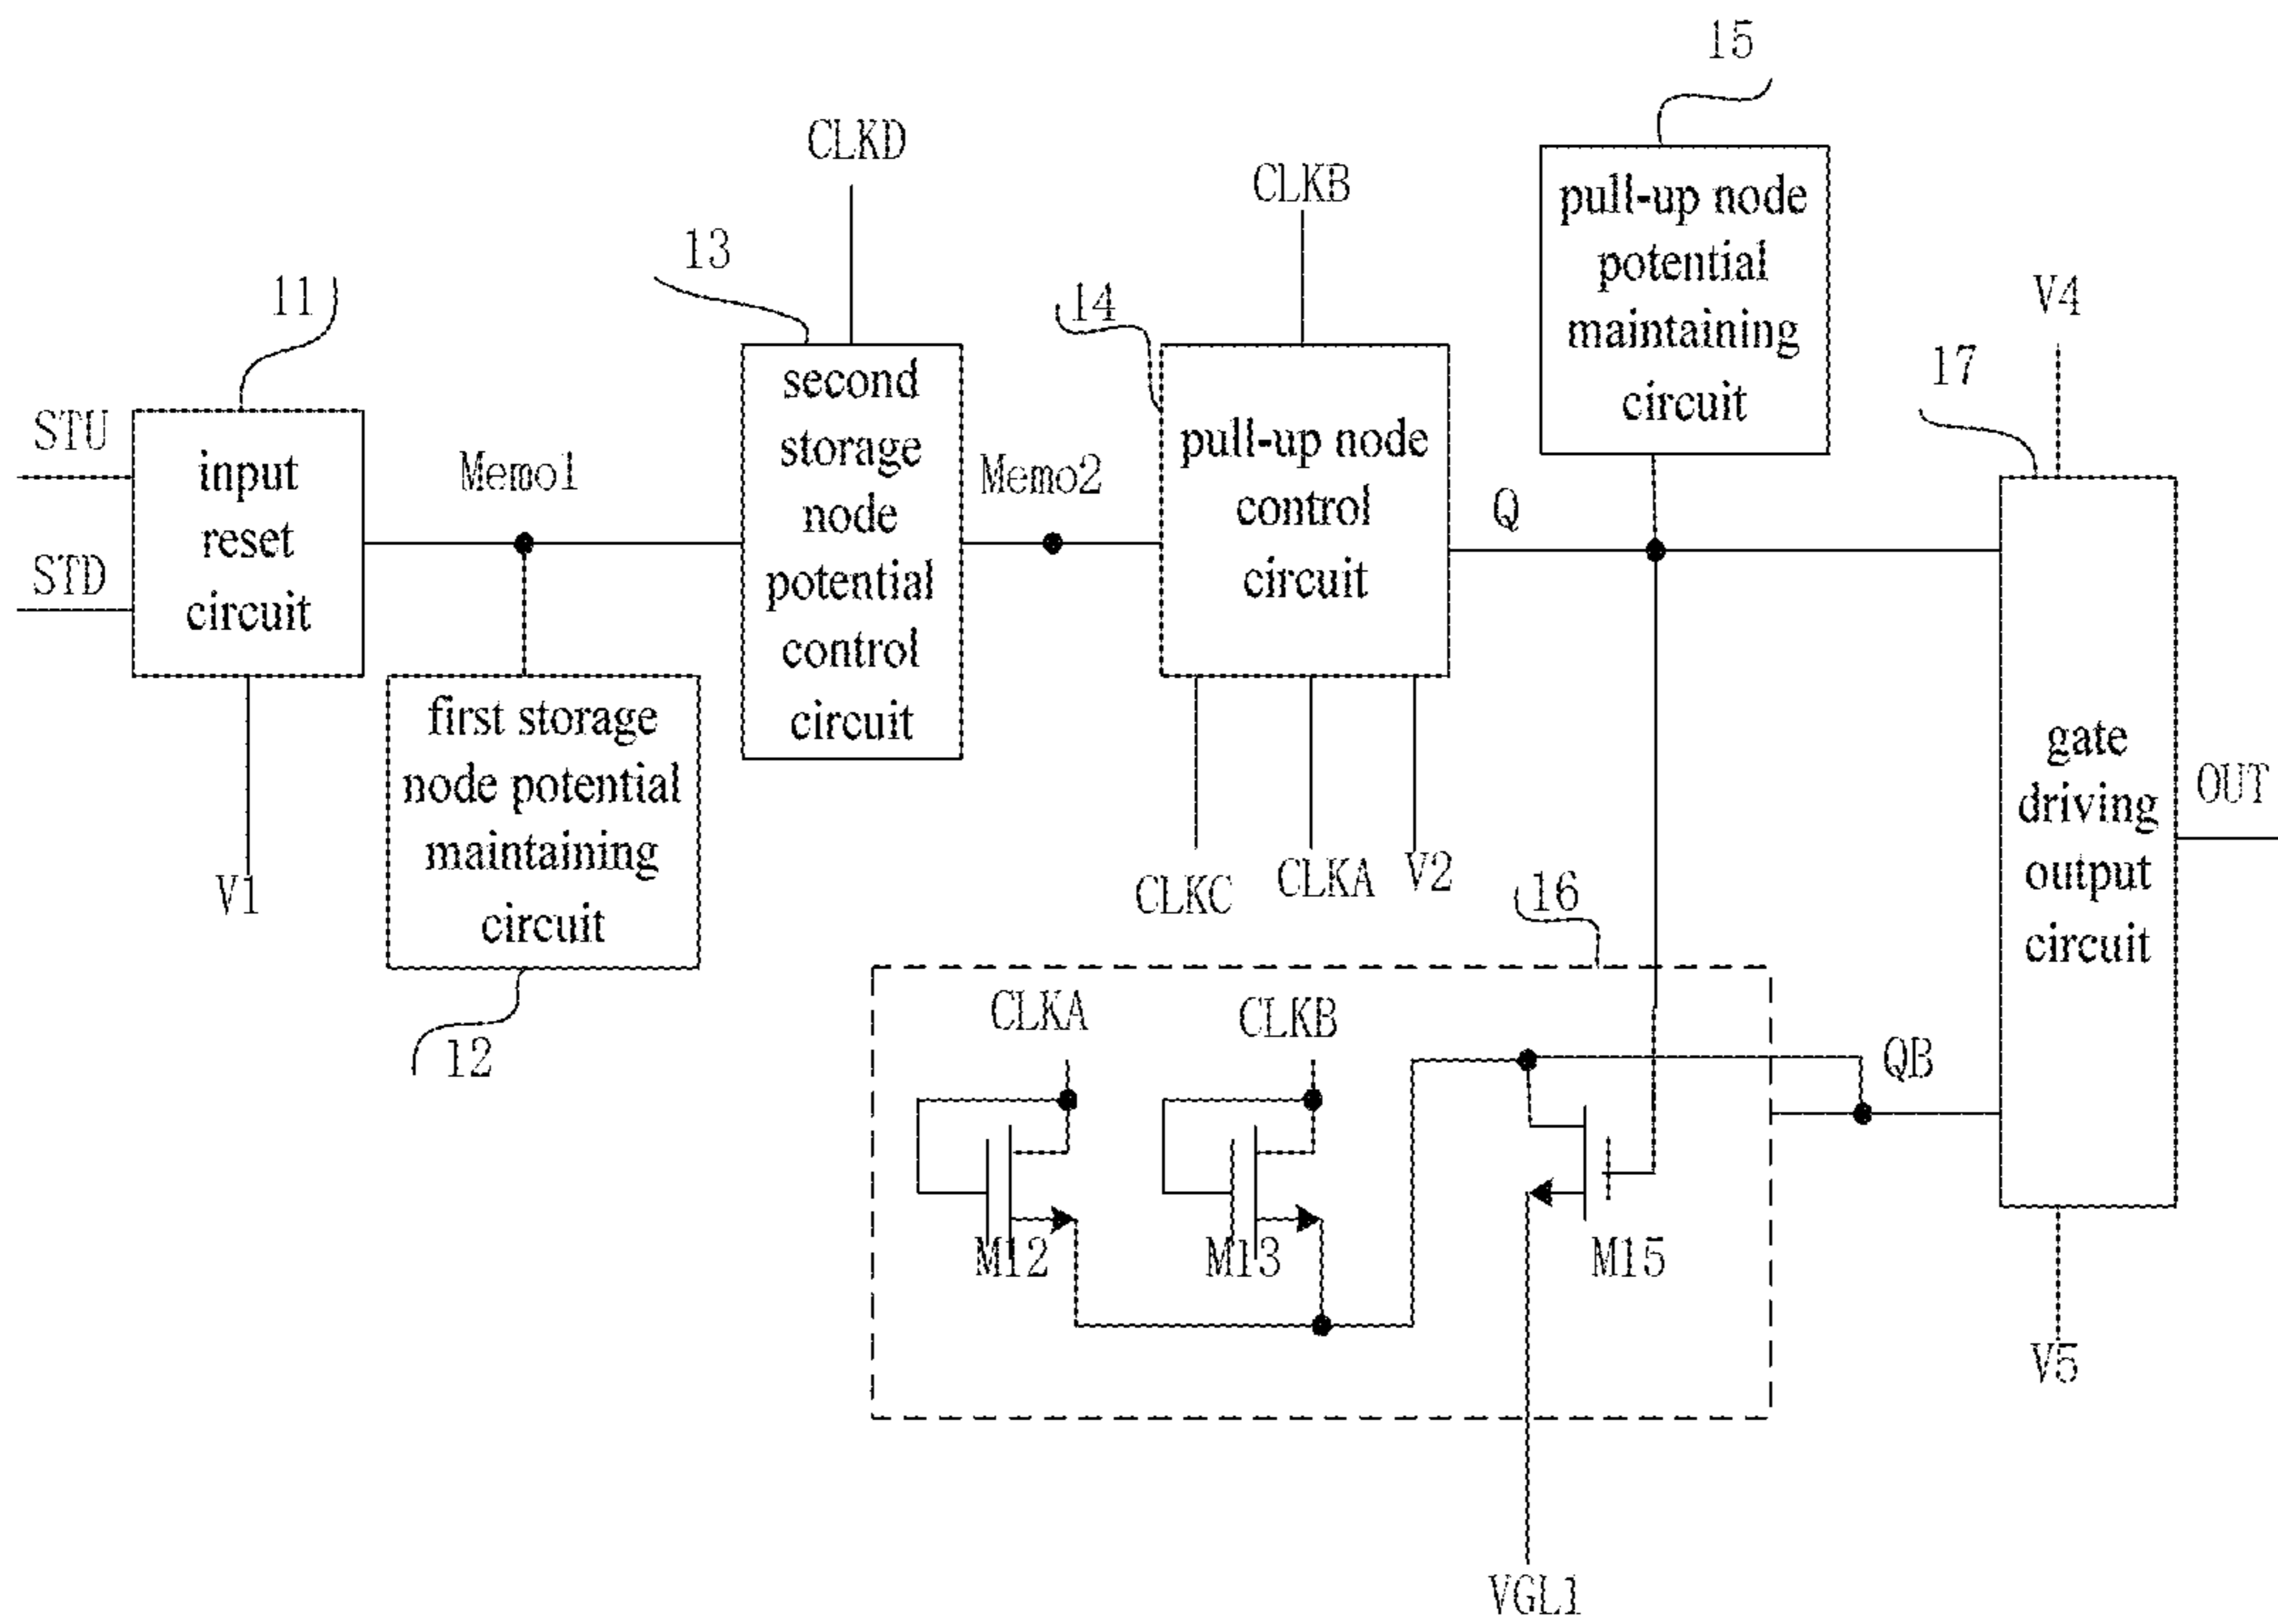 15
CLKD
CLKB
pull-up node
potential
maintaining
circuit
13
11
14
V4
17
second
storage
node
potential
control
circuit
STU
STD
input
reset
circuit
Memo1
Memo2
pull-up node
control
circuit
Q
V1
first storage
node potential
maintaining
circuit
12
CLKC
CLKA
V2
16
gate
driving
output
circuit
OUT
CLKA
CLKB
QB
M12
M13
M15
V5
VGL1